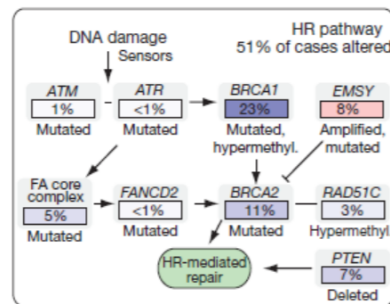 DNA damage
Sensors
HR pathway
51% of cases altered
ATM
1%
Mutated
ATR
<1%
Mutated
BRCA1
23%
Mutated,
hypermethyl.
EMSY
8%
Amplified,
mutated
FA core
complex
5%
Mutated
FANCD2
<1%
Mutated
BRCA2
11%
Mutated
RAD51C
3%
Hypermethyl.
HR-mediated
repair
PTEN
7%
Deleted